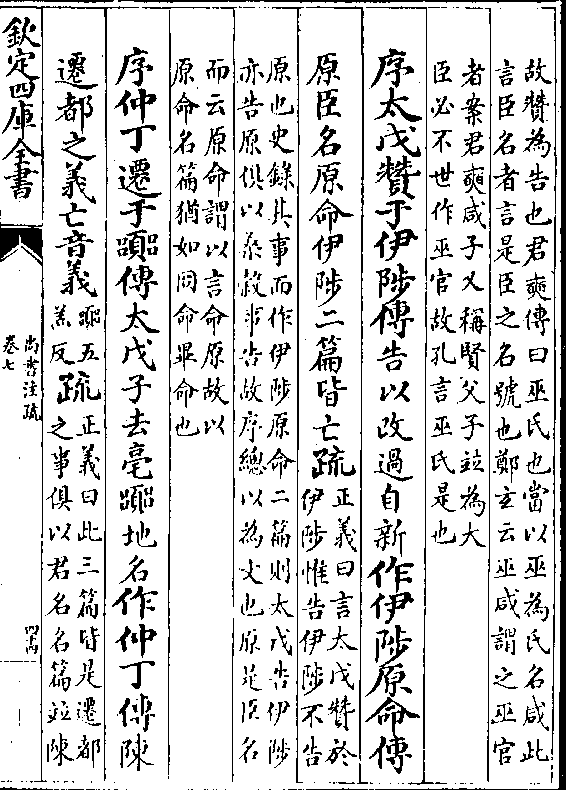 故贊為告也君奭傳曰巫氏也當以巫為氏名咸此
言臣名者言是臣之名號也鄭玄云巫咸謂之巫官
者案君奭咸子又稱賢父子並為大
臣必不世作巫官故孔言巫氏是也
序太戊贊于伊陟傳告以改過自新作伊陟原命傳
原臣名原命伊陟二篇皆亡疏
正義曰言太戊贊於
伊陟惟告伊陟不告
原也史錄其事而作伊陟原命二篇則太戊告伊陟
亦告原俱以桑穀事告故序總以為文也原是臣名
而云原命謂以言命原故以
原命名篇猶如冏命畢命也
序仲丁遷于嚻傳太戊子去亳嚻地名作仲丁傳陳
遷都之義亡音義
嚻五
羔反
疏
正義曰此三篇皆是遷都
之事俱以君名名篇並陳
欽定四庫全書
尚書注疏
卷七